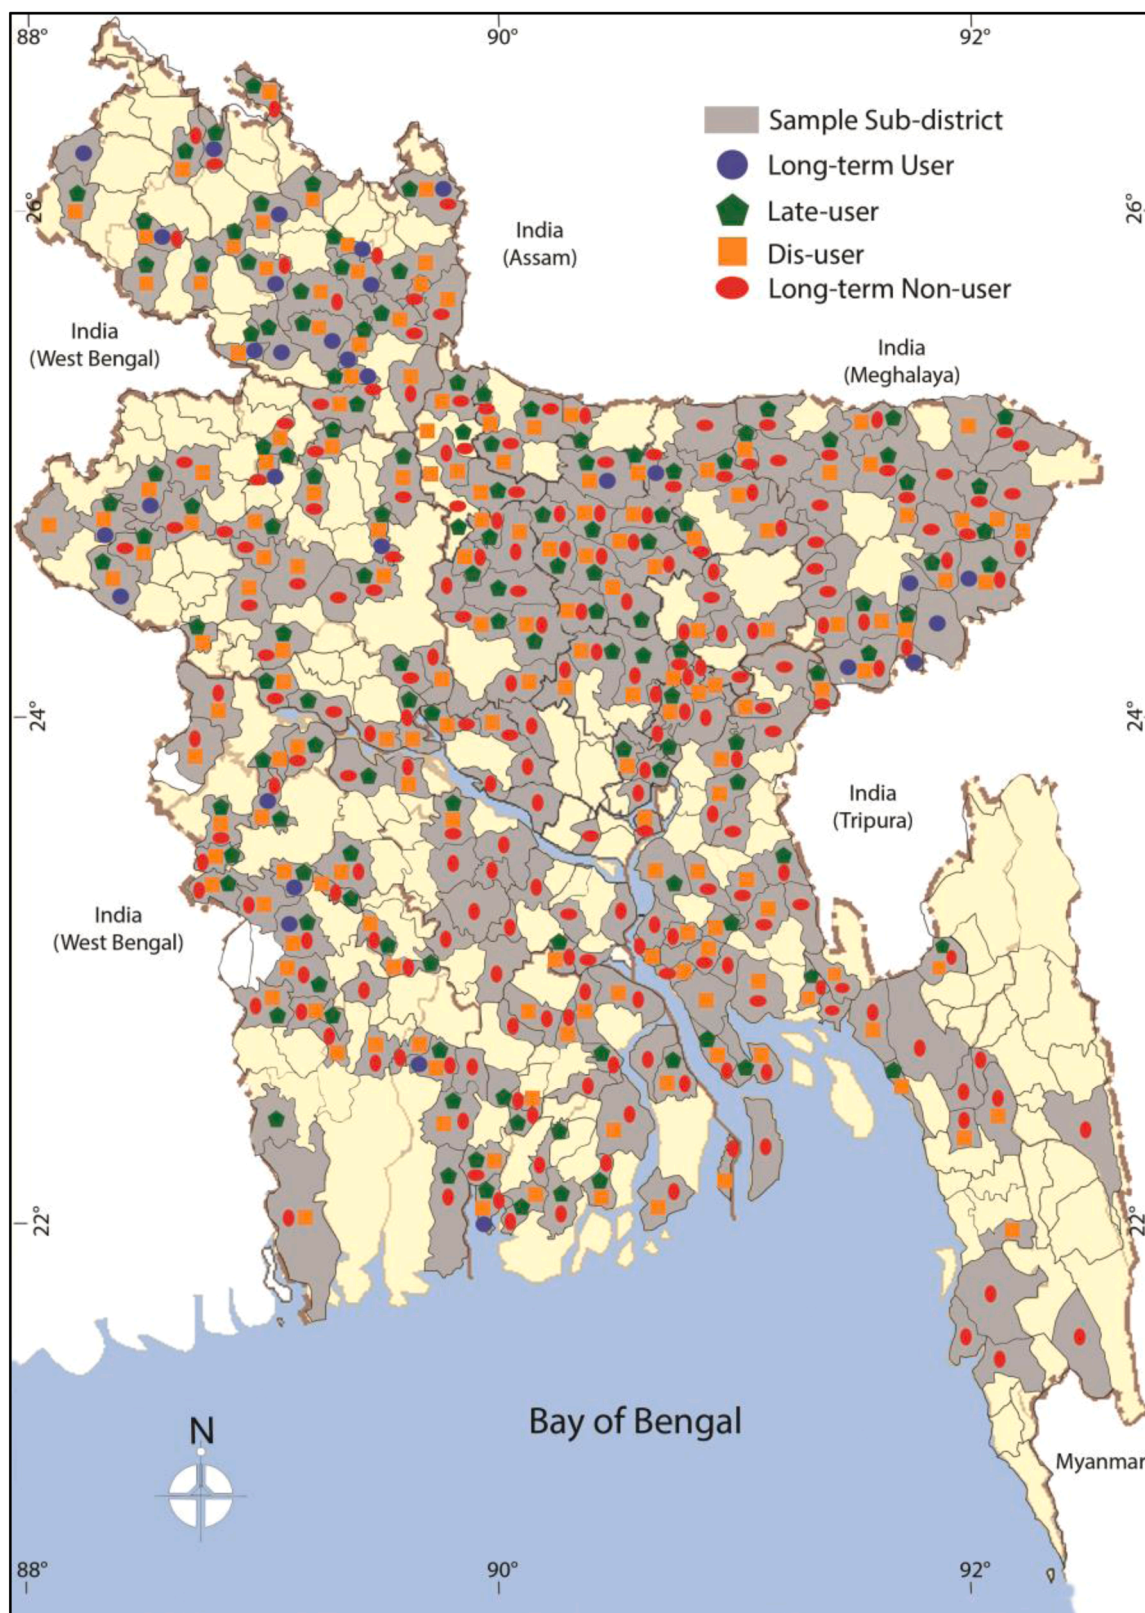 88°
90°
92°
Sample Sub-district
Long-term User
Late-user
Dis-user
Long-term Non-user
26°
26°
India
(Assam)
India
(West Bengal)
India
(Meghalaya)
24°
24°
India
(Tripura)
India
(West Bengal)
22°
22°
Bay of Bengal
N
Myanmar
88°
90°
92°